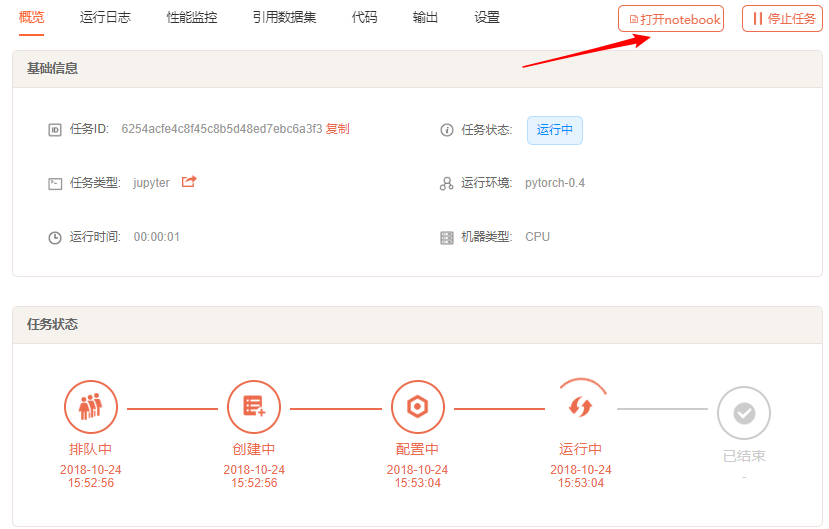 概览 运行日志 性能监控 引用数据集 代码 输出 设置 打开notebook 停止任务
基础信息
任务ID: 6254acfe4c8f45c8b5d48ed7ebc6a3f3 复制 任务状态: 运行中
任务类型: jupyter 运行环境: pytorch-0.4
运行时间: 00:00:01 机器类型: CPU
任务状态
排队中 创建中 配置中 运行中 已结束
2018-10-24 2018-10-24 2018-10-24 2018-10-24 -
15:52:56 15:52:56 15:53:04 15:53:04